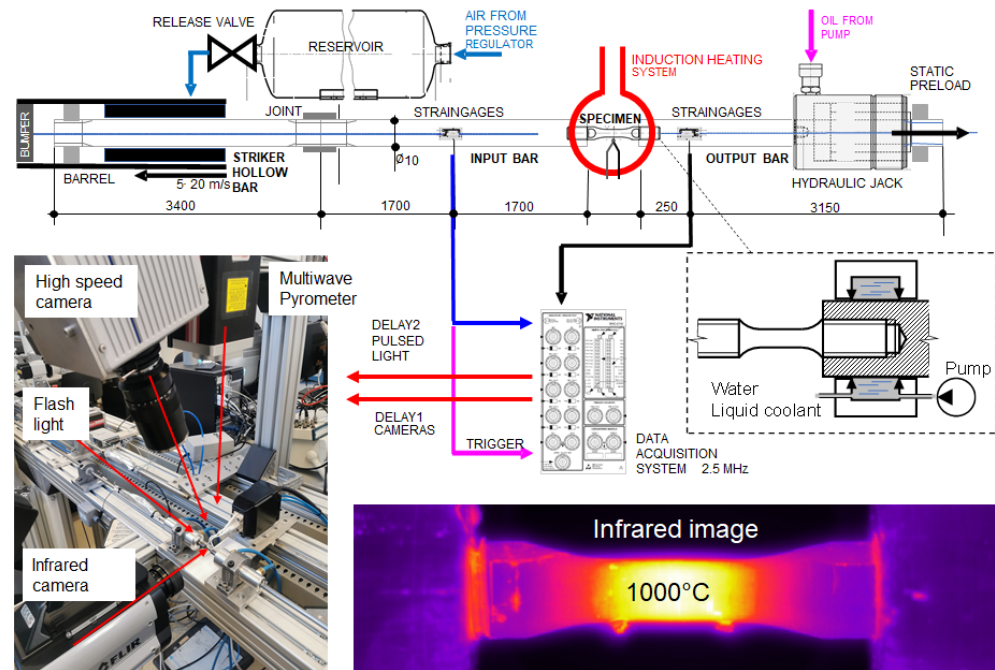 RELEASE VALVE
AIR FROM
PRESSURE
REGULATOR
RESERVOIR
OIL FROM
PUMP
INDUCTION HEATING
SYSTEM
STATIC
PRELOAD
JOINT
STRAINGAGES
SPECIMEN
STRAINGAGES
BUMPER
Ø10
INPUT BAR
OUTPUT BAR
STRIKER
HOLLOW
BAR
BARREL
5- 20 m/s
HYDRAULIC JACK
3400
1700
1700
250
3150
High speed
camera
Multiwave
Pyrometer
DELAY2
PULSED
LIGHT
NATIONAL
INSTRUMENTS
Flash
light
DELAY1
CAMERAS
TRIGGER
DATA
ACQUISITION
SYSTEM 2.5 MHz
Water
Liquid coolant
Pump
Infrared
camera
FLIR
Infrared image
1000°C